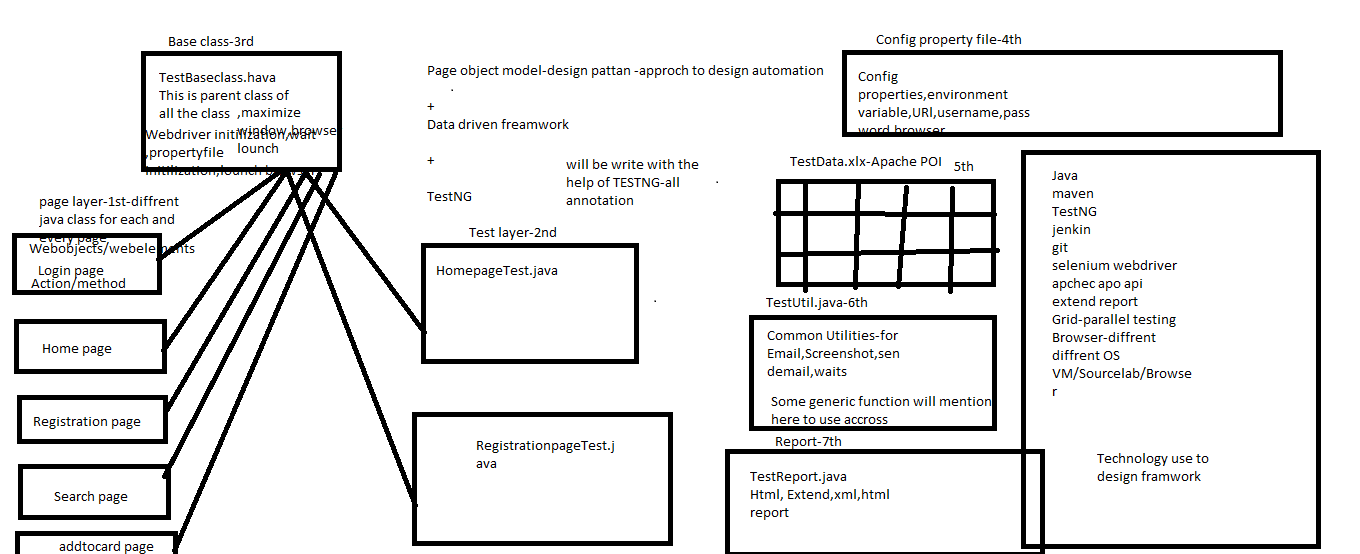 Base class-3rd
TestBaseclass.hava
This is parent class of
all the class
,maximize
window,browse
lounch
Webdriver initilization,wait
,propertyfile
initilization,lounch browser
page layer-1st-diffrent
java class for each and
every page
Webobjects/webelements
Login page
Action/method
Home page
Registration page
Search page
addtocard page
Page object model-design pattan -approch to design automation
+
Data driven freamwork
+
TestNG
will be write with the
help of TESTNG-all
annotation
Test layer-2nd
HomepageTest.java
RegistrationpageTest.j
ava
Config property file-4th
Config
properties,environment
variable,URl,username,pass
word,browser
TestData.xlx-Apache POI
5th
TestUtil.java-6th
Common Utilities-for
Email,Screenshot,sen
demail,waits
Some generic function will mention
here to use accross
Report-7th
TestReport.java
Html, Extend,xml,html
report
Java
maven
TestNG
jenkin
git
selenium webdriver
apchec apo api
extend report
Grid-parallel testing
Browser-diffrent
diffrent OS
VM/Sourcelab/Browse
r
Technology use to
design framwork